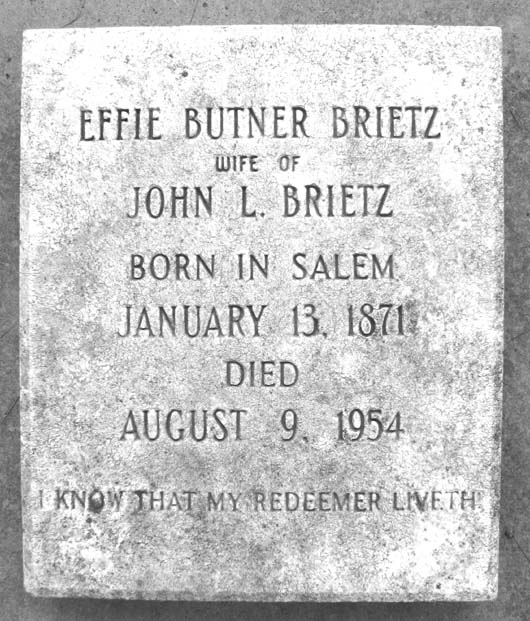 EFFIE BUTNER BRIETZ
WIFE OF
JOHN L. BRIETZ
BORN IN SALEM
JANUARY 13, 1871
DIED
AUGUST 9, 1954
I KNOW THAT MY REDEEMER LIVETH